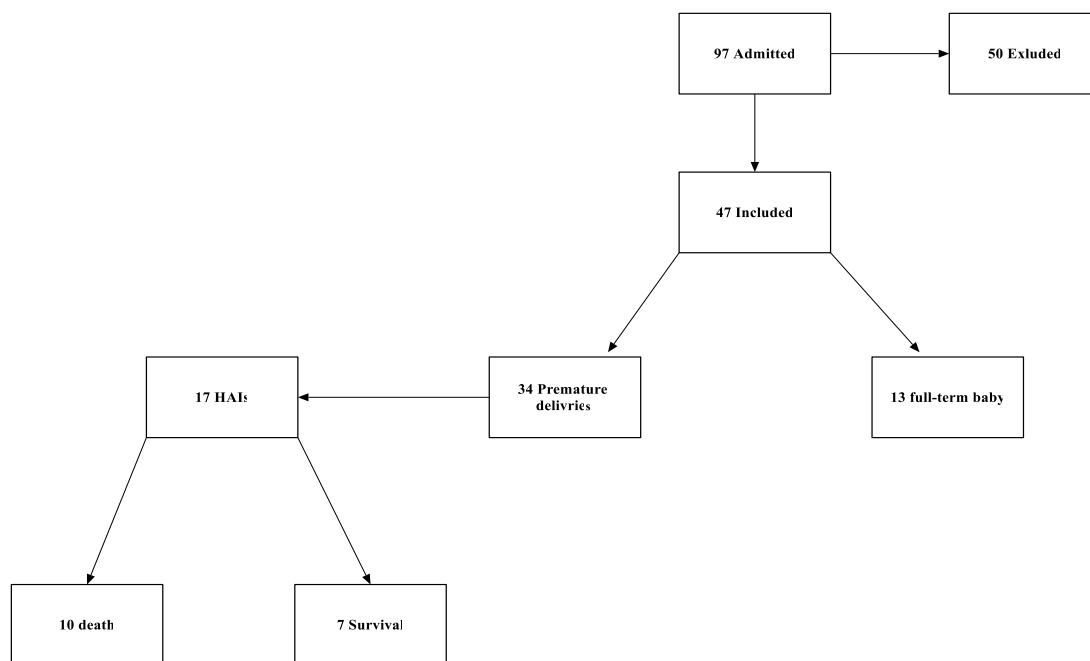 97 Admitted
50 Exluded
47 Included
17 HAIs
34 Premature
delivries
13 full-term baby
10 death
7 Survival